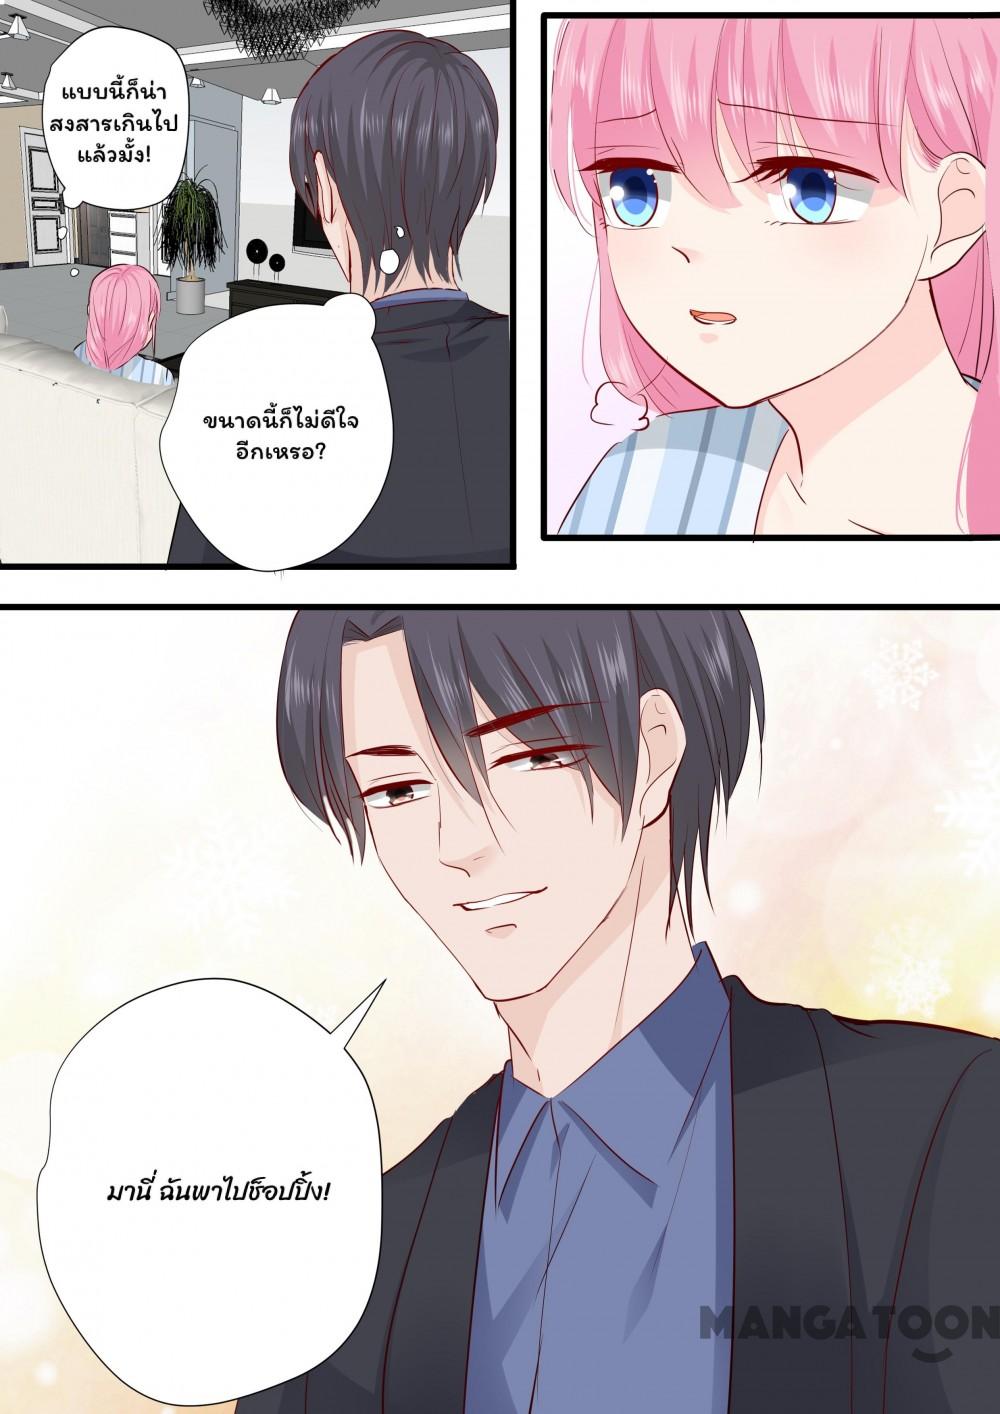 แบบนี้ก็น่า
สงสารเกินไป
แล้วมั้ง!
ขนาดนี้ก็ไม่ดีใจ
อีกเหรอ?
มานี่ ฉันพาไปช็อปปิ้ง!
MANGATOON